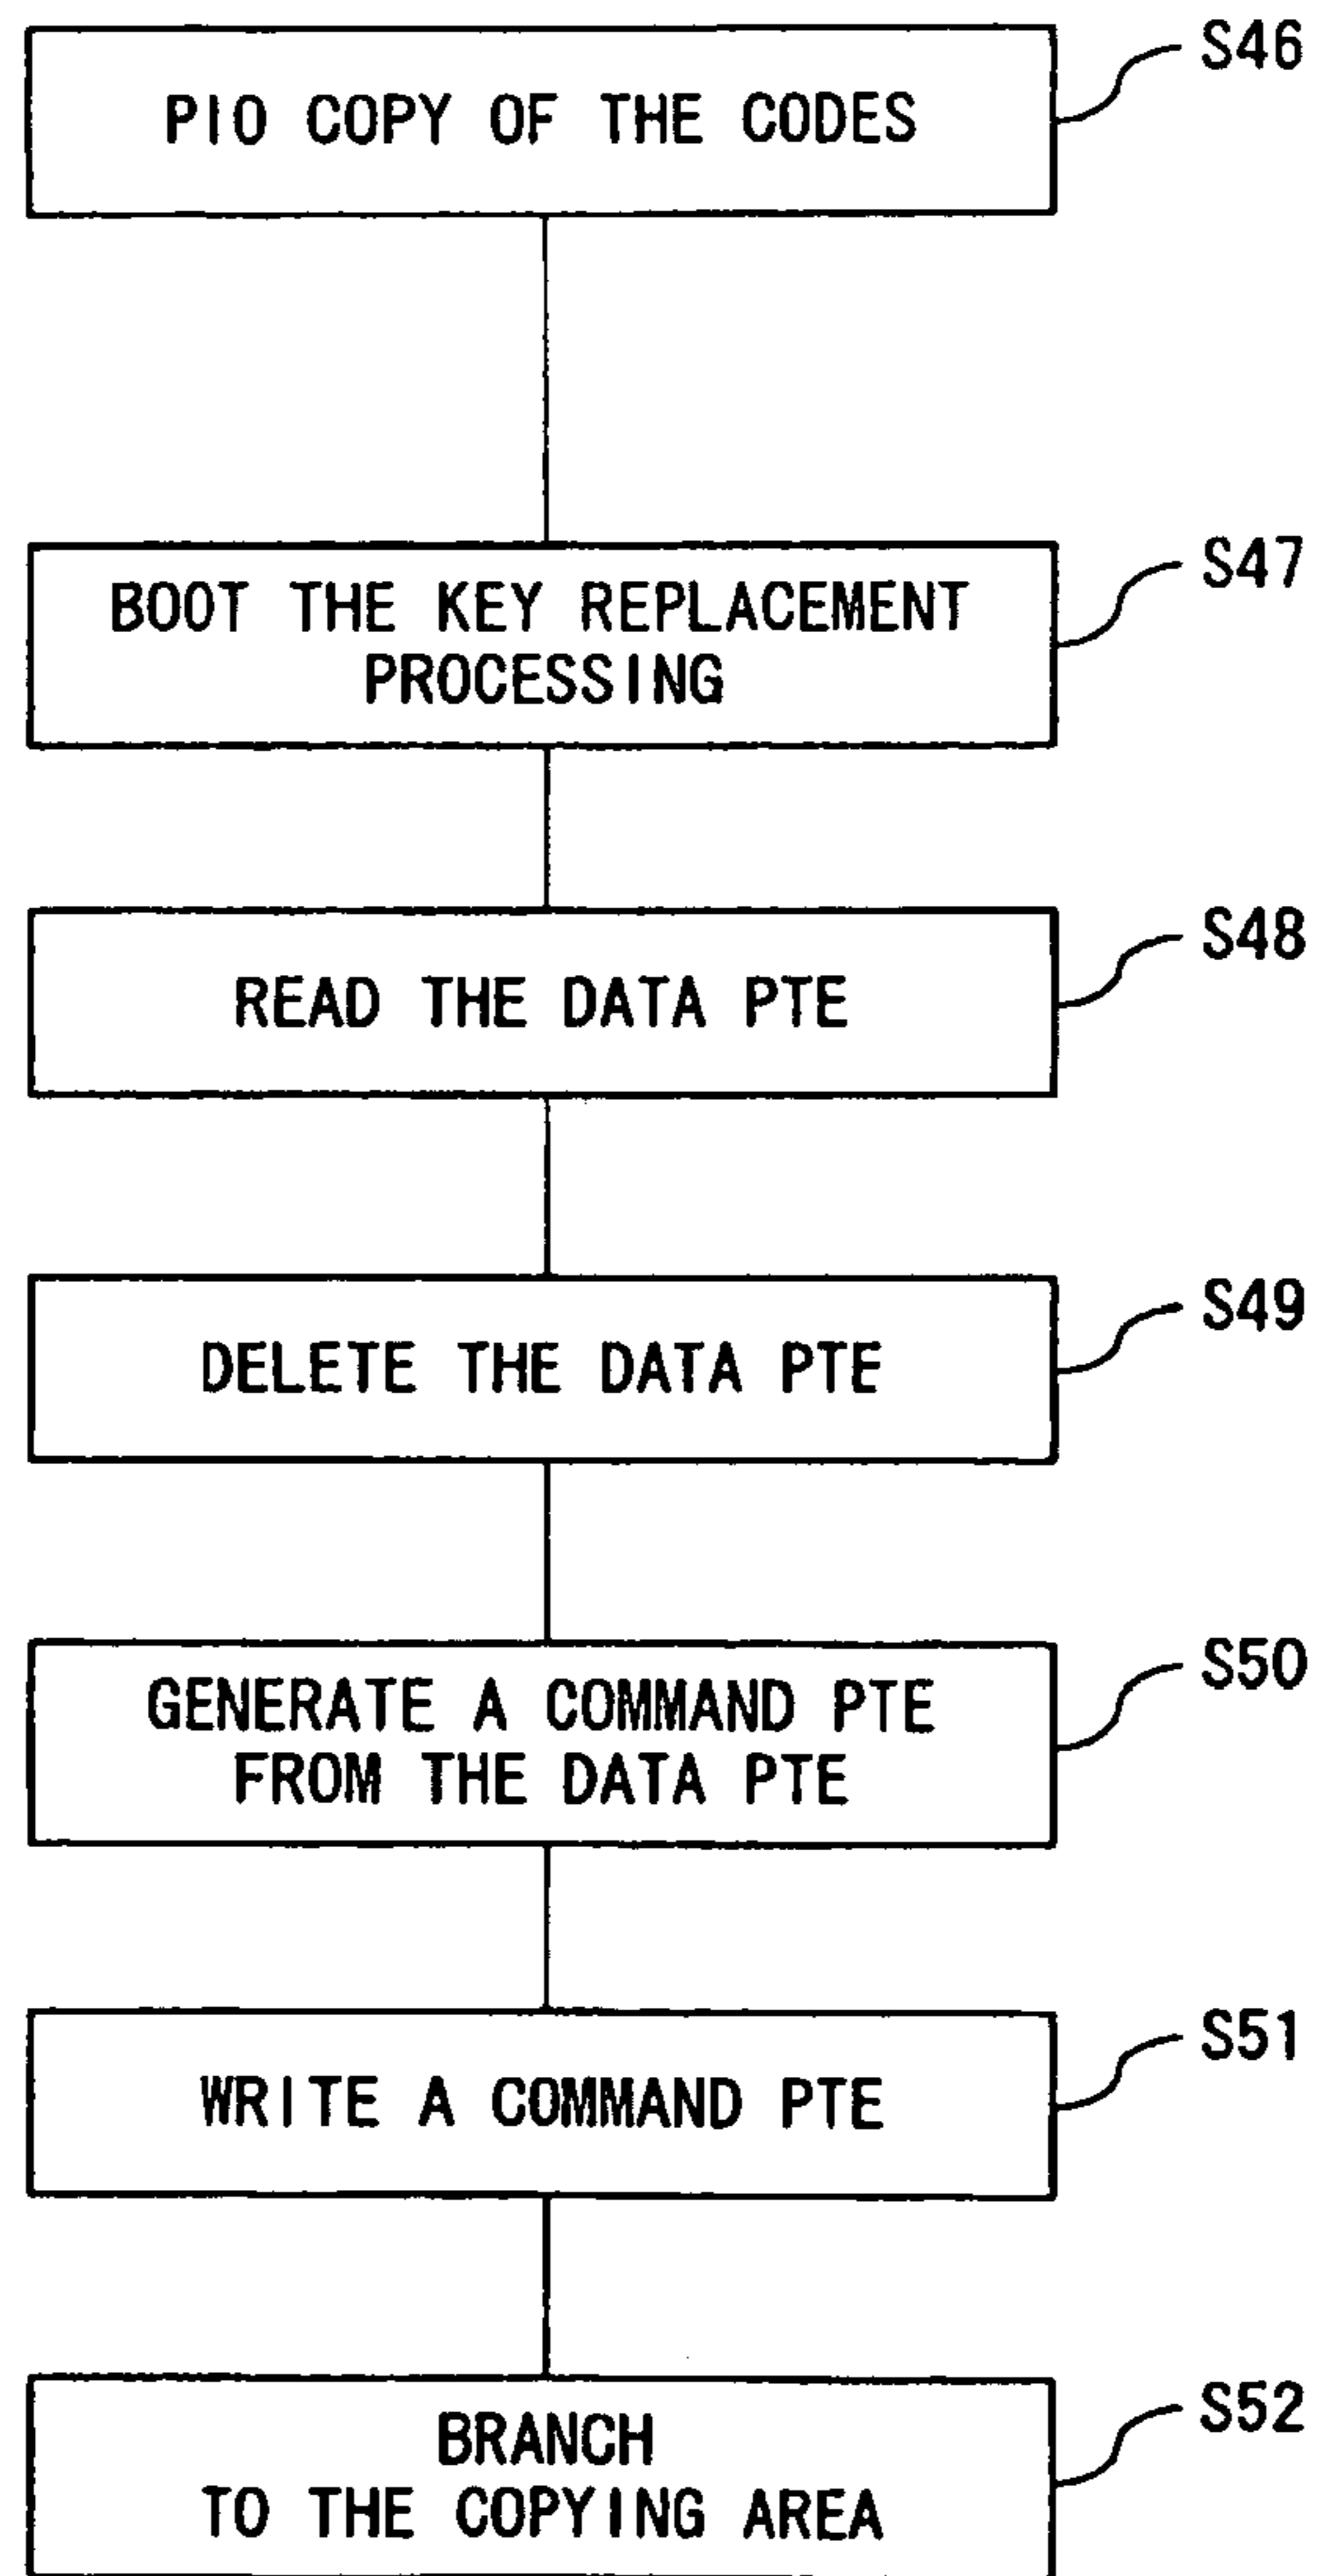 S46
PIO COPY OF THE CODES
S47
BOOT THE KEY REPLACEMENT
PROCESSING
S48
READ THE DATA PTE
S49
DELETE THE DATA PTE
S50
GENERATE A COMMAND PTE
FROM THE DATA PTE
S51
WRITE A COMMAND PTE
S52
BRANCH
TO THE COPYING AREA